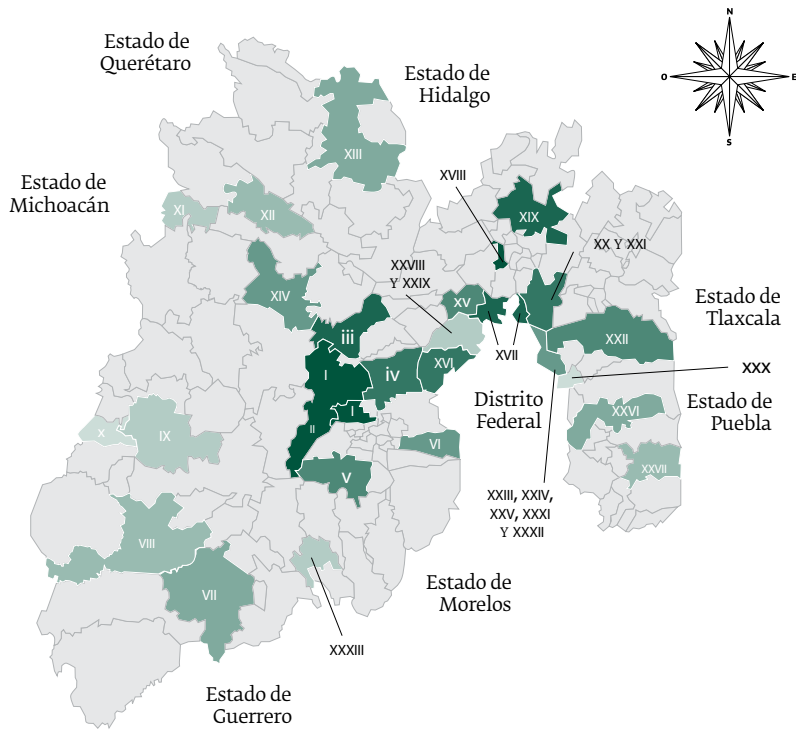 N
O
E
S
Estado de
Querétaro
Estado de
Hidalgo
Estado de
Michoacán
XVIII
XIII
XI
XII
XIX
XX Y XXI
XXVIII
Y XXIX
XIV
XV
Estado de
Tlaxcala
iii
XVII
XXII
I
iv
XVI
XXX
Distrito
Federal
Estado de
Puebla
X
IX
II
I
VI
XXVI
V
XXVII
XXIII, XXIV,
XXV, XXXI
Y XXXII
VIII
VII
Estado de
Morelos
XXXIII
Estado de
Guerrero